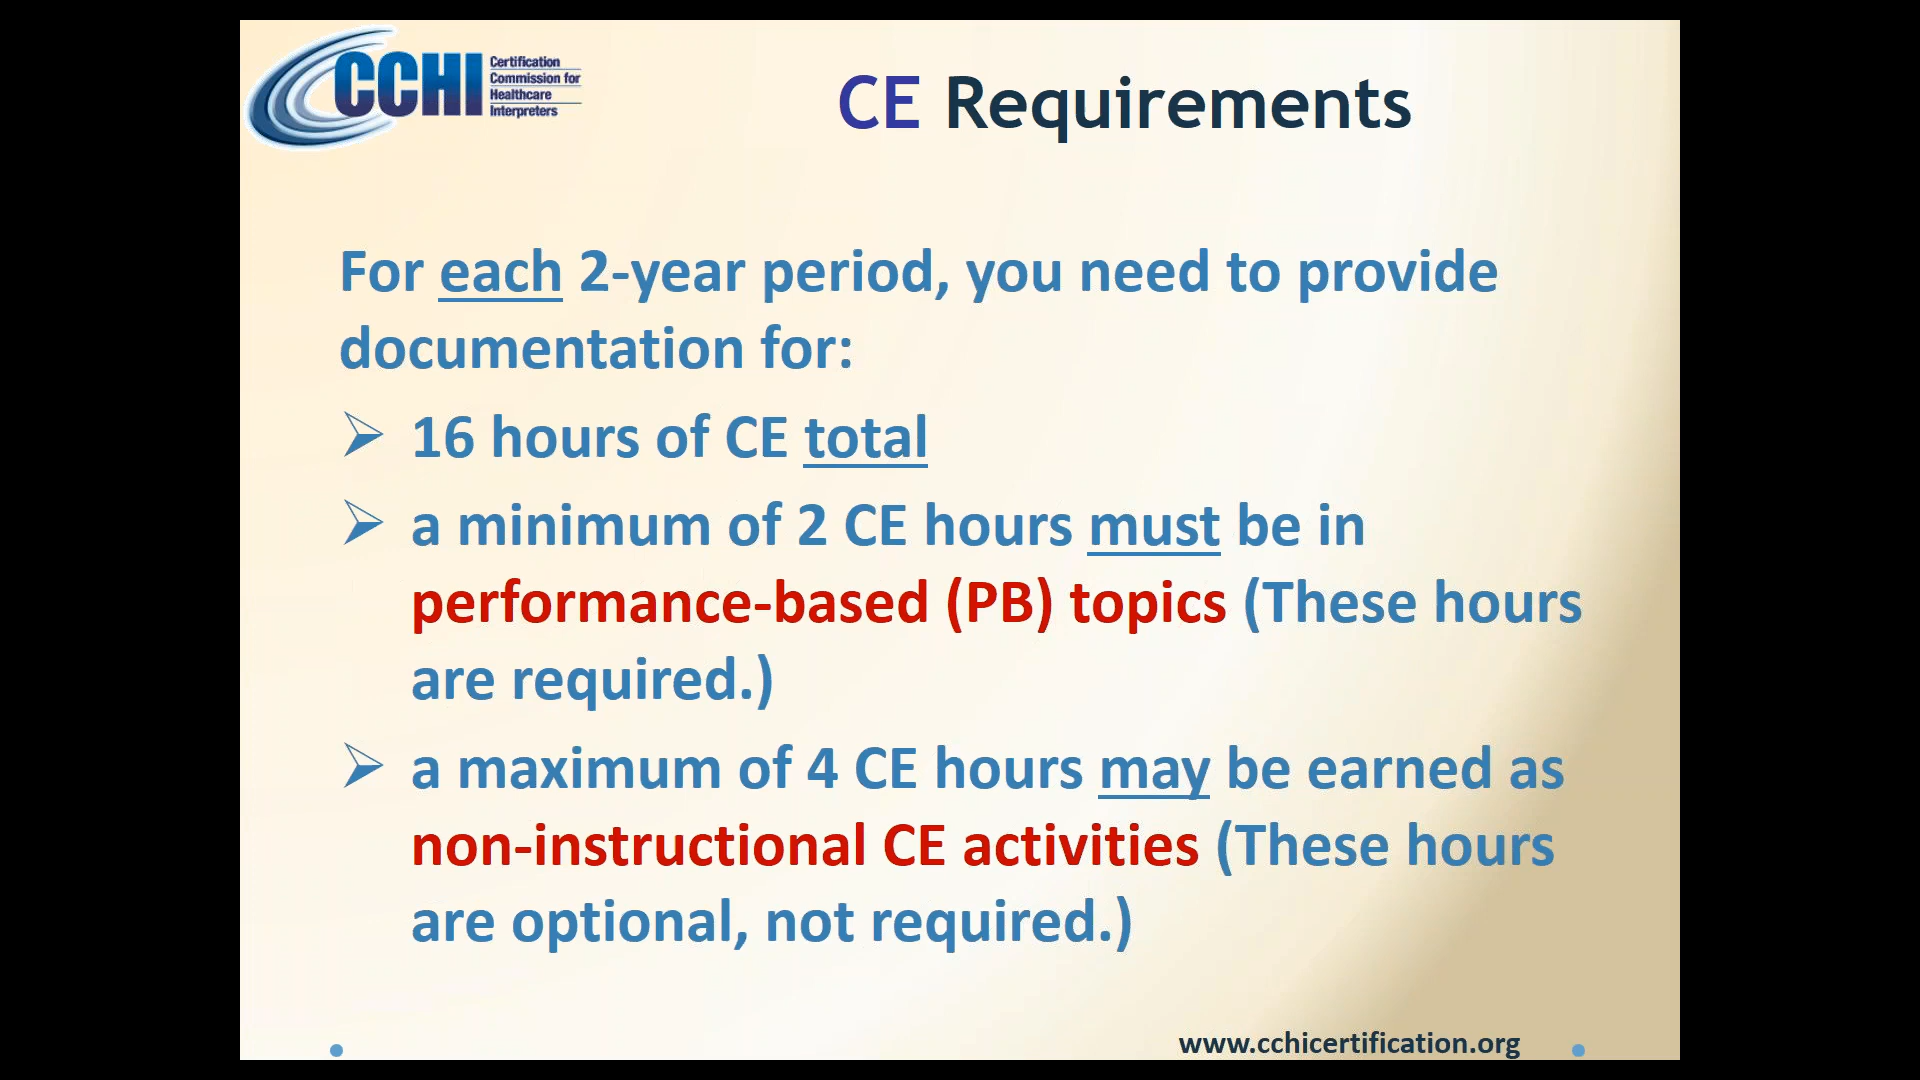 CCHI
Certification
Commission for
Healthcare
Interpreters
CE Requirements
For each 2-year period, you need to provide
documentation for:
16 hours of CE total
a minimum of 2 CE hours must be in
performance-based (PB) topics (These hours
are required.)
a maximum of 4 CE hours may be earned as
non-instructional CE activities (These hours
are optional, not required.)
www.cchicertification.org